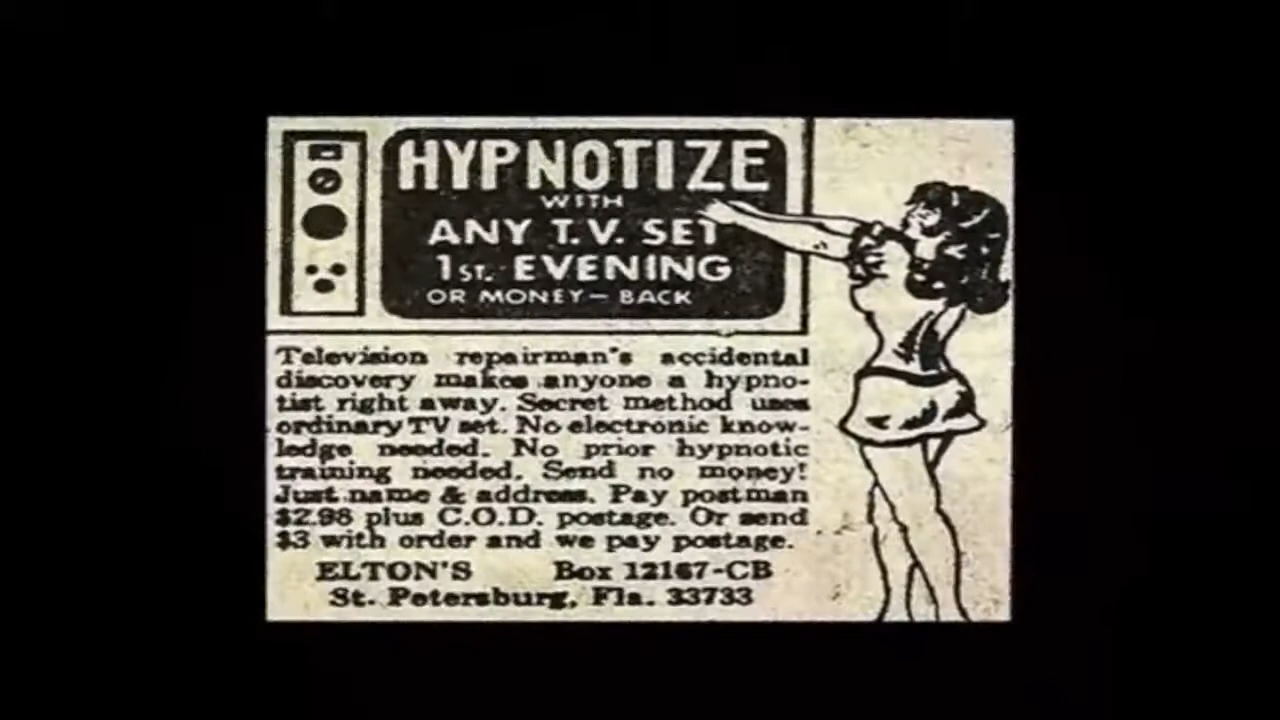 HYPNOTIZE
WITH
ANY T.V. SET
1ST. EVENING
OR MONEY-BACK
Television repairman's accidental
discovery makes anyone a hypno-
tist right away. Secret method uses
ordinary TV set. No electronic know-
ledge needed. No prior hypnotic
training needed. Send no money!
Just name & address. Pay postman
$2.98 plus C.O.D. postage. Or send
$3 with order and we pay postage.
ELTON'S Box 12167-CB
St. Petersburg, Fla. 33733